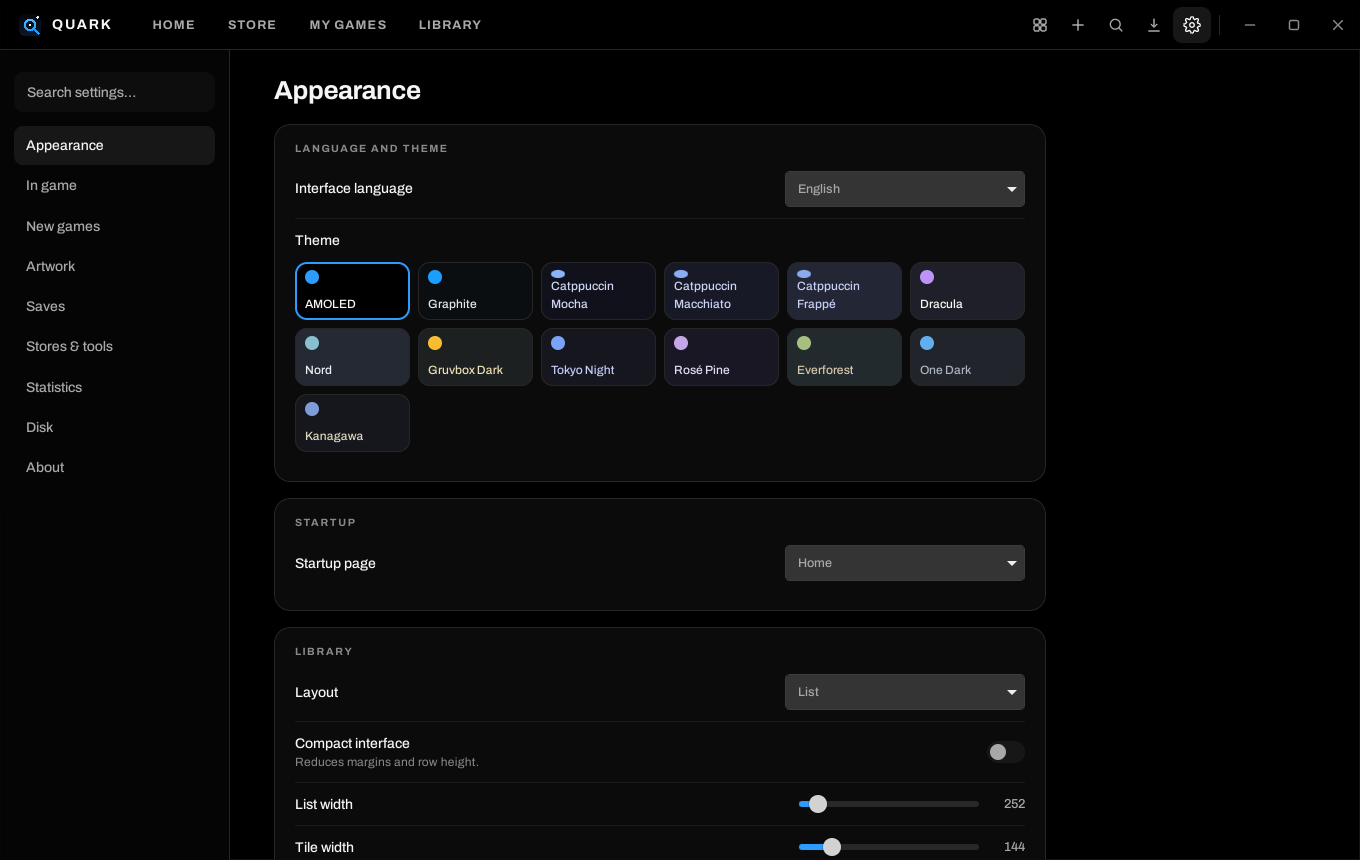 QUARK HOME STORE MY GAMES LIBRARY
Search settings...
Appearance
In game
New games
Artwork
Saves
Stores & tools
Statistics
Disk
About
Appearance
LANGUAGE AND THEME
Interface language English
Theme
AMOLED
Graphite
Catppuccin
Mocha
Catppuccin
Macchiato
Catppuccin
Frappé
Dracula
Nord
Gruvbox Dark
Tokyo Night
Rosé Pine
Everforest
One Dark
Kanagawa
STARTUP
Startup page Home
LIBRARY
Layout List
Compact interface
Reduces margins and row height.
List width 252
Tile width 144